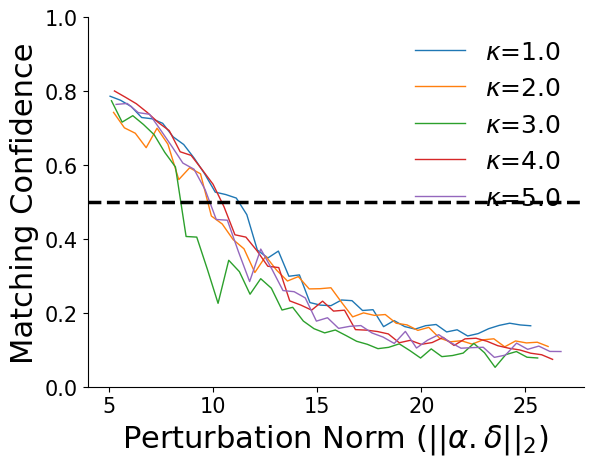 1.0
0.8
0.6
0.4
0.2
0.0
Matching Confidence
κ=1.0
κ=2.0
κ=3.0
κ=4.0
κ=5.0
5 10 15 20 25
Perturbation Norm (||α.δ||₂)